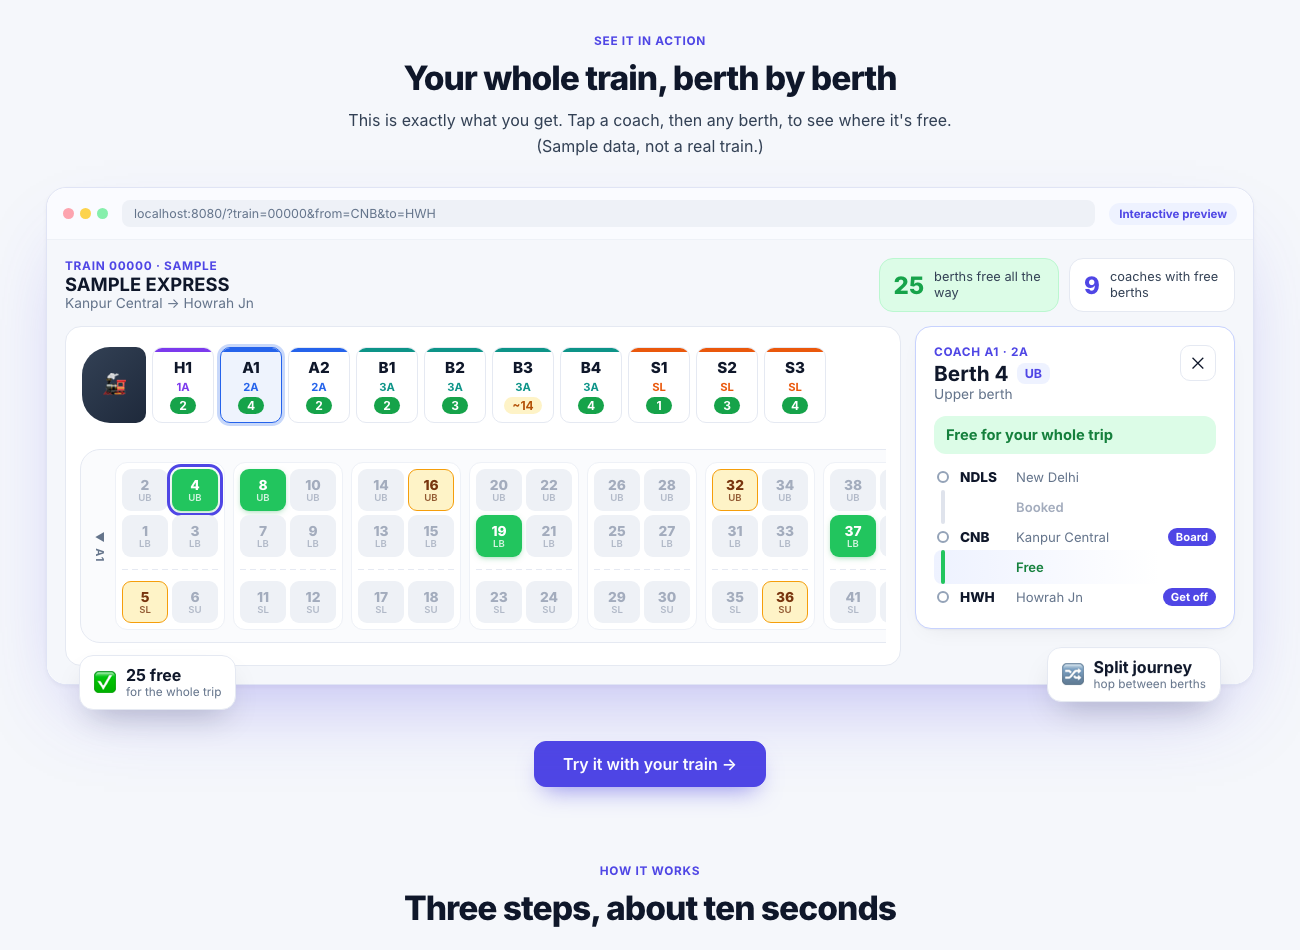 SEE IT IN ACTION
Your whole train, berth by berth
This is exactly what you get. Tap a coach, then any berth, to see where it's free.
(Sample data, not a real train.)
localhost:8080/?train=00000&from=CNB&to=HWH
Interactive preview
TRAIN 00000 · SAMPLE
SAMPLE EXPRESS
Kanpur Central → Howrah Jn
25 berths free all the
way
9 coaches with free
berths
H1 A1 A2 B1 B2 B3 B4 S1 S2 S3
1A 2A 2A 3A 3A 3A 3A SL SL SL
2 4 2 2 3 ~14 4 1 3 4
◀ A1
2 4 8 10 14 16 20 22 26 28 32 34 38
UB UB UB UB UB UB UB UB UB UB UB UB UB
1 3 7 9 13 15 19 21 25 27 31 33 37
LB LB LB LB LB LB LB LB LB LB LB LB LB
5 6 11 12 17 18 23 24 29 30 35 36 41
SL SU SL SU SL SU SL SU SL SU SL SU SL
COACH A1 · 2A
Berth 4 UB
Upper berth
Free for your whole trip
NDLS New Delhi
Booked
CNB Kanpur Central Board
Free
HWH Howrah Jn Get off
25 free
for the whole trip
Split journey
hop between berths
Try it with your train →
HOW IT WORKS
Three steps, about ten seconds